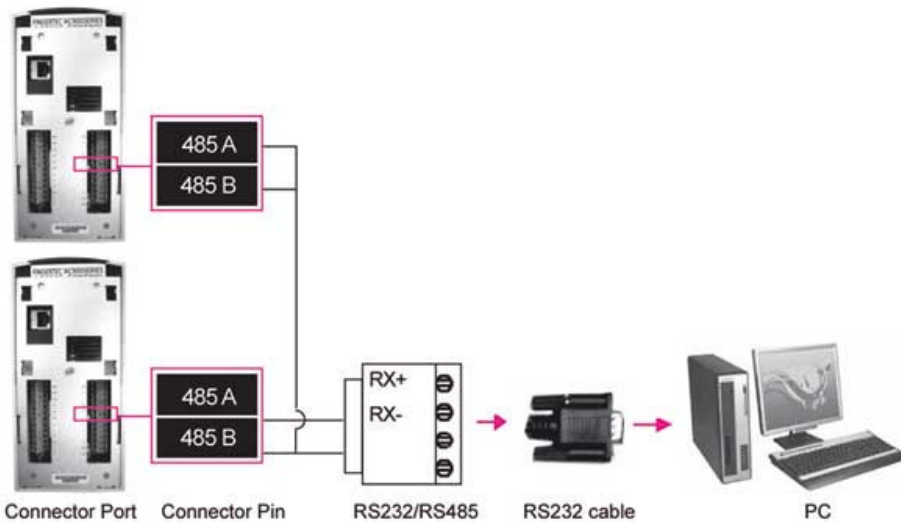 485 A
485 B
485 A
485 B
RX+
RX-
Connector Port
Connector Pin
RS232/RS485
RS232 cable
PC